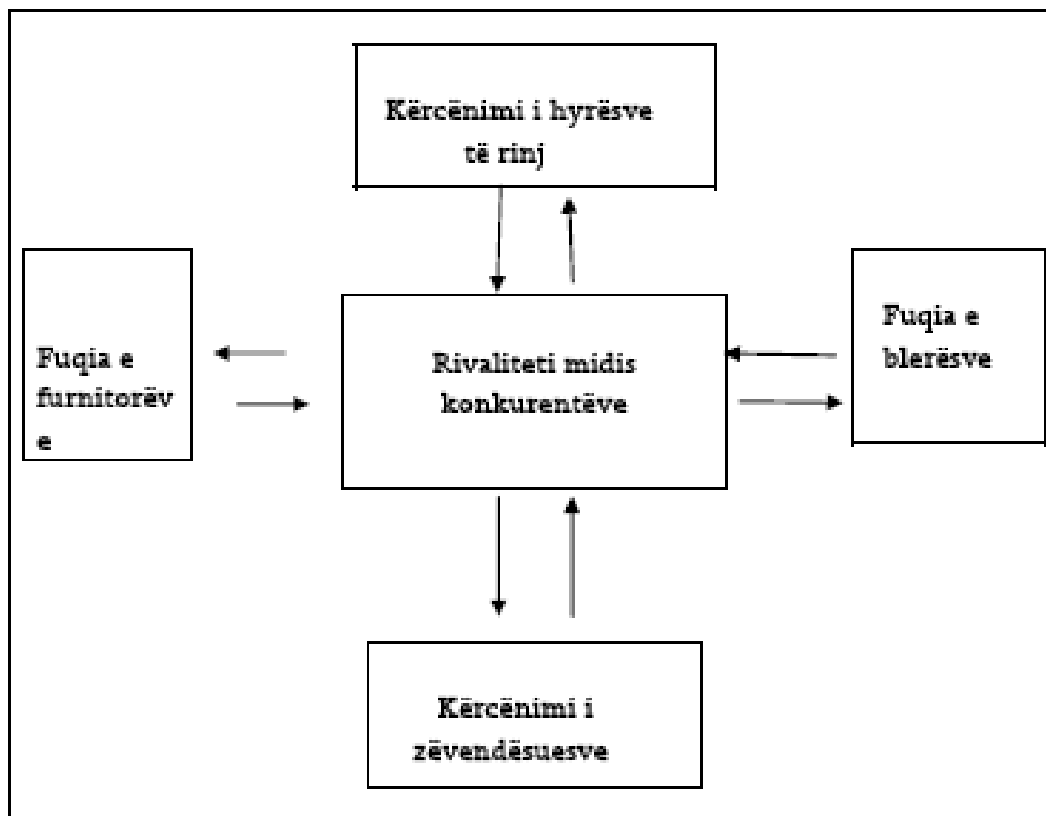 Kërcënimi i hyrësve
të rinj
Fuqia e
furnitorëv
e
Rivaliteti midis
konkurentëve
Fuqia e
blerësve
Kërcënimi i
zëvendësuesve